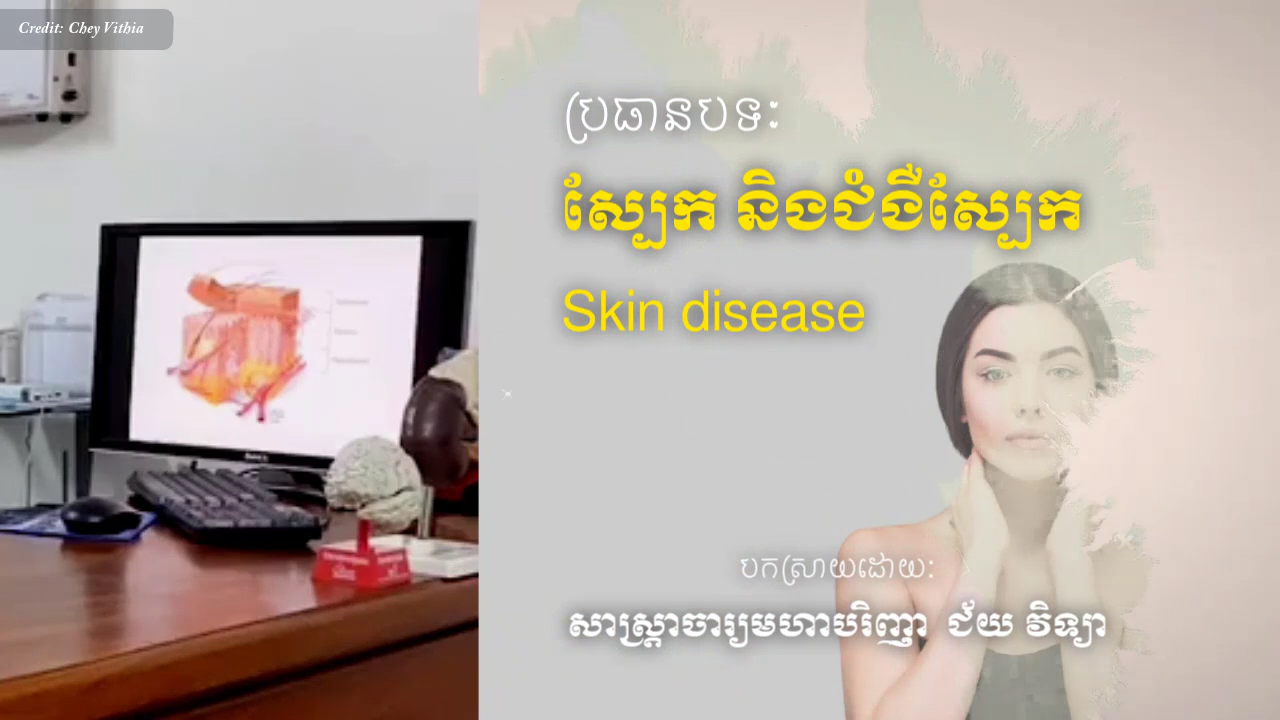 Credit: Chey Vithia
ប្រធានបទៈ
ស្បែក និងជំងឺស្បែក
Skin disease
បកស្រាយដោយ:
សាស្ត្រាចារ្យមហាបរិញ្ញា ជ័យ វិទ្យា